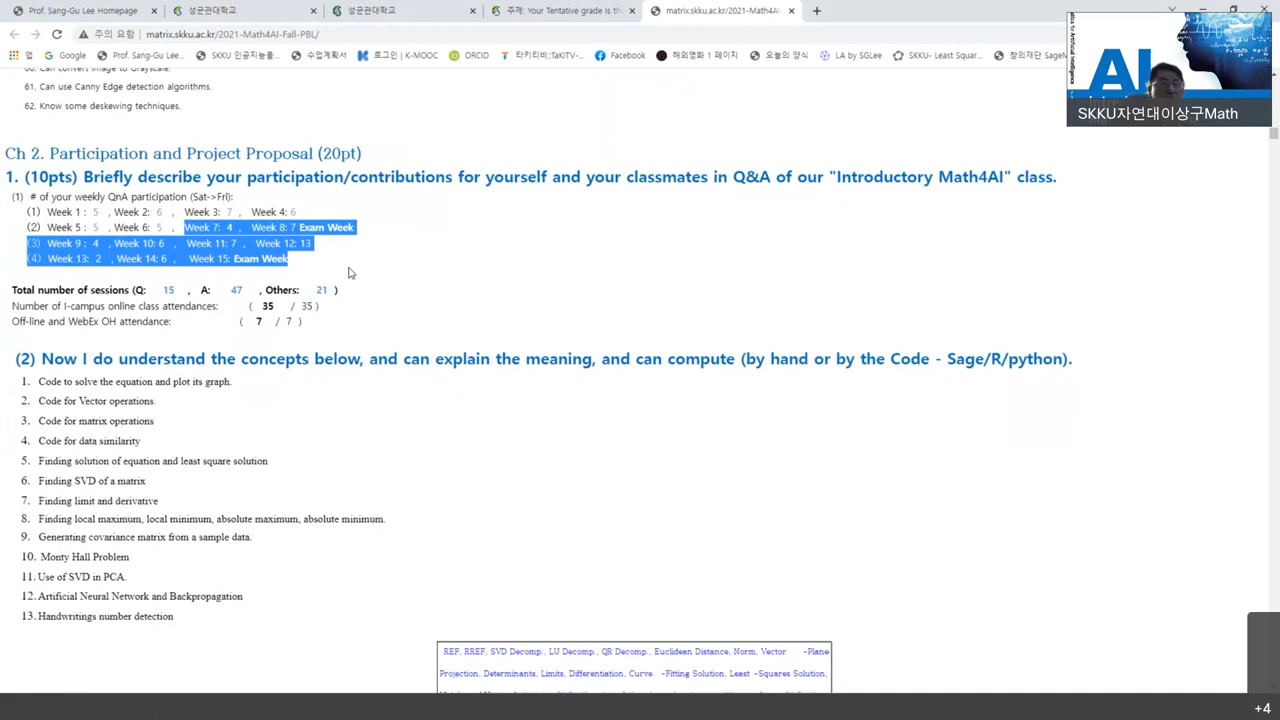 Prof. Sang-Gu Lee Homepage
성균관대학교
성균관대학교
주제: Your Tentative grade is the
matrix.skku.ac.kr/2021-Math4AI-
주의 요함 | matrix.skku.ac.kr/2021-Math4AI-Fall-PBL/
앱 Google Prof. Sang-Gu Lee... SKKU 인공지능을... 수업계획서 로그인 | K-MOOC ORCID 타키티비:TaKiTV-... Facebook 해외영화 1 페이지 오늘의 양식 LA by SGLee SKKU- Least Squar... 창의재단 SageM
60. Can convert image to Grayscale.
61. Can use Canny Edge detection algorithms.
62. Know some deskewing techniques.
AI
SKKU자연대이상구Math
Ch 2. Participation and Project Proposal (20pt)
1. (10pts) Briefly describe your participation/contributions for yourself and your classmates in Q&A of our "Introductory Math4AI" class.
(1) # of your weekly QnA participation (Sat->Fri):
(1) Week 1 : 5 , Week 2: 6 , Week 3: 7 , Week 4: 6
(2) Week 5 : 5 , Week 6: 5 , Week 7: 4 , Week 8: 7 Exam Week
(3) Week 9 : 4 , Week 10: 6 , Week 11: 7 , Week 12: 13
(4) Week 13: 2 , Week 14: 6 , Week 15: Exam Week
Total number of sessions (Q: 15 , A: 47 , Others: 21 )
Number of I-campus online class attendances: ( 35 / 35)
Off-line and WebEx OH attendance: ( 7 / 7 )
(2) Now I do understand the concepts below, and can explain the meaning, and can compute (by hand or by the Code - Sage/R/python).
1. Code to solve the equation and plot its graph.
2. Code for Vector operations.
3. Code for matrix operations
4. Code for data similarity
5. Finding solution of equation and least square solution
6. Finding SVD of a matrix
7. Finding limit and derivative
8. Finding local maximum, local minimum, absolute maximum, absolute minimum.
9. Generating covariance matrix from a sample data.
10. Monty Hall Problem
11. Use of SVD in PCA.
12. Artificial Neural Network and Backpropagation
13. Handwritings number detection
REF, RREF, SVD Decomp., LU Decomp., QR Decomp., Euclidean Distance, Norm, Vector -Plane
Projection, Determinants, Limits, Differentiation, Curve -Fitting Solution, Least -Squares Solution,
+4